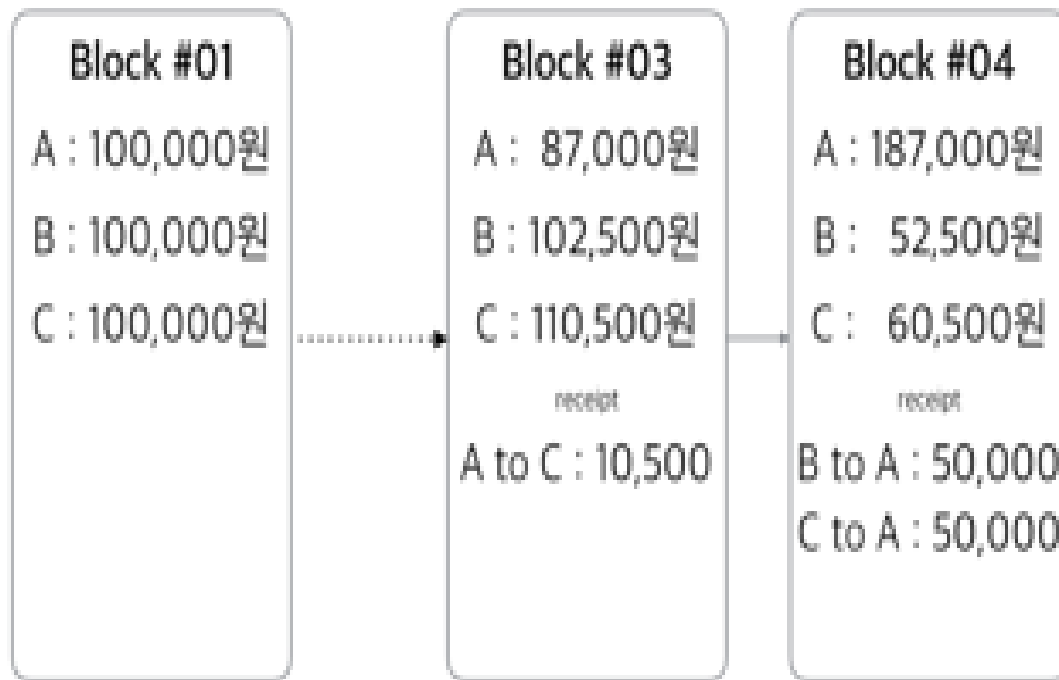 Block #01
A : 100,000원
B : 100,000원
C : 100,000원
Block #03
A : 87,000원
B : 102,500원
C : 110,500원
receipt
A to C : 10,500
Block #04
A : 187,000원
B : 52,500원
C : 60,500원
receipt
B to A : 50,000
C to A : 50,000